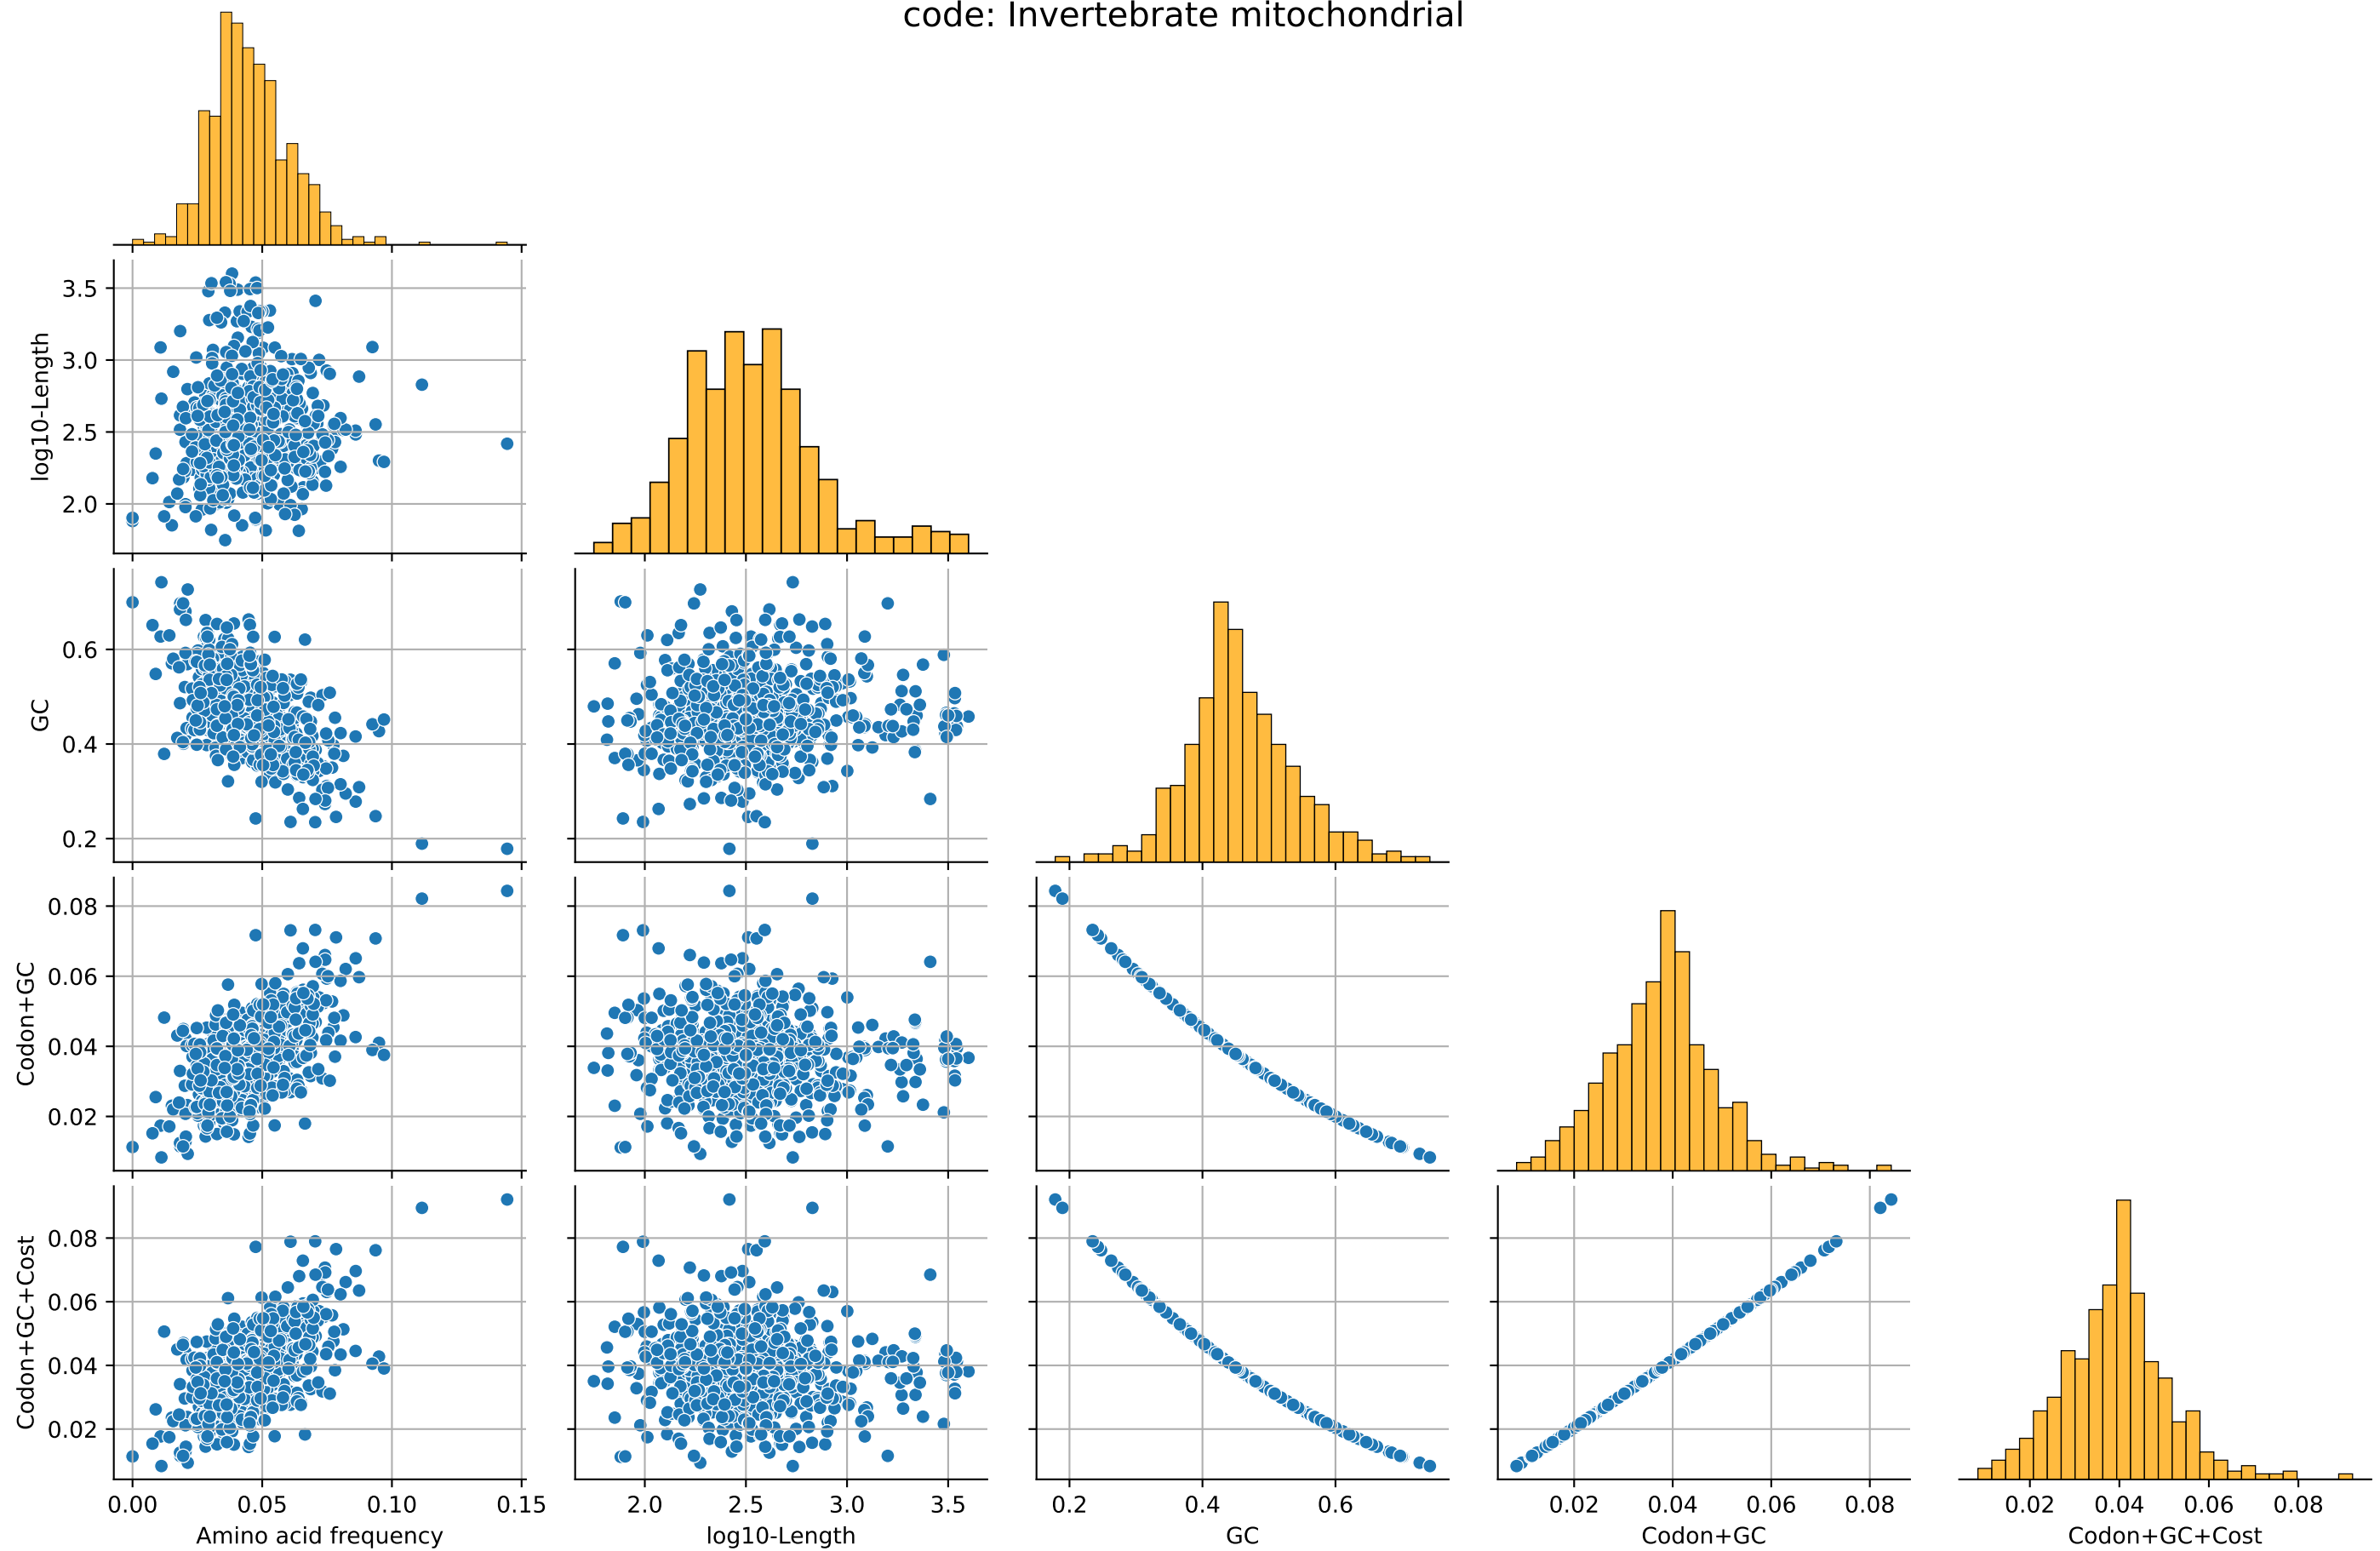 code: Invertebrate mitochondrial
3.5
3.0
2.5
2.0
log10-Length
0.6
0.4
0.2
GC
0.08
0.06
0.04
0.02
Codon+GC
0.08
0.06
0.04
0.02
Codon+GC+Cost
0.00 0.05 0.10 0.15
Amino acid frequency
2.0 2.5 3.0 3.5
log10-Length
0.2 0.4 0.6
GC
0.02 0.04 0.06 0.08
Codon+GC
0.02 0.04 0.06 0.08
Codon+GC+Cost